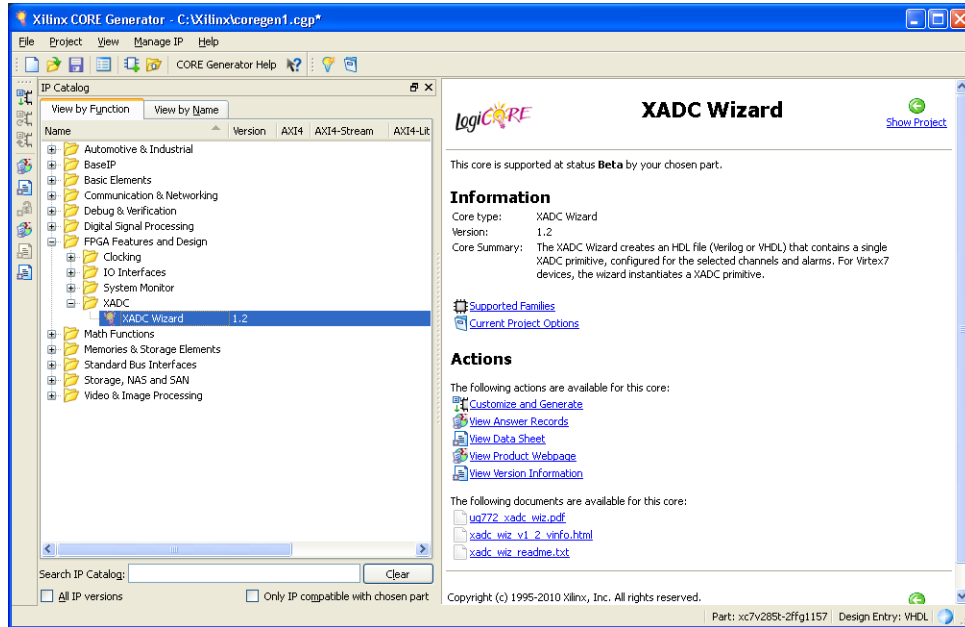 Xilinx CORE Generator - C:\Xilinx\coregen1.cgp*
File Project View Manage IP Help
CORE Generator Help
IP Catalog
View by Function View by Name
Name Version AXI4 AXI4-Stream AXI4-Lit
Automotive & Industrial
BaseIP
Basic Elements
Communication & Networking
Debug & Verification
Digital Signal Processing
FPGA Features and Design
Clocking
IO Interfaces
System Monitor
XADC
XADC Wizard 1.2
Math Functions
Memories & Storage Elements
Standard Bus Interfaces
Storage, NAS and SAN
Video & Image Processing
Search IP Catalog: Clear
All IP versions Only IP compatible with chosen part
LogiCORE
XADC Wizard
Show Project
This core is supported at status Beta by your chosen part.
Information
Core type: XADC Wizard
Version: 1.2
Core Summary: The XADC Wizard creates an HDL file (Verilog or VHDL) that contains a single
XADC primitive, configured for the selected channels and alarms. For Virtex7
devices, the wizard instantiates a XADC primitive.
Supported Families
Current Project Options
Actions
The following actions are available for this core:
Customize and Generate
View Answer Records
View Data Sheet
View Product Webpage
View Version Information
The following documents are available for this core:
ug772_xadc_wiz.pdf
xadc_wiz_v1_2_vinfo.html
xadc_wiz_readme.txt
Copyright (c) 1995-2010 Xilinx, Inc. All rights reserved.
Part: xc7v285t-2ffg1157 Design Entry: VHDL